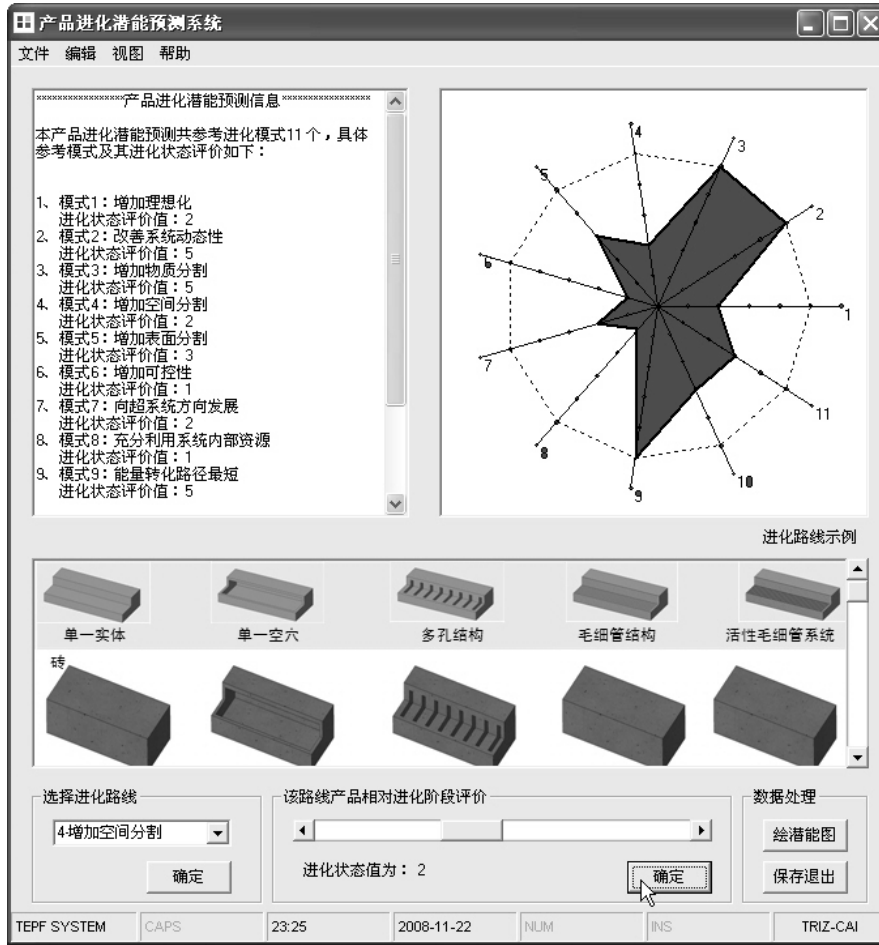 产品进化潜能预测系统
文件 编辑 视图 帮助
****************产品进化潜能预测信息****************
本产品进化潜能预测共参考进化模式11个，具体
参考模式及其进化状态评价如下：
1、模式1：增加理想化
进化状态评价值：2
2、模式2：改善系统动态性
进化状态评价值：5
3、模式3：增加物质分割
进化状态评价值：5
4、模式4：增加空间分割
进化状态评价值：2
5、模式5：增加表面分割
进化状态评价值：3
6、模式6：增加可控性
进化状态评价值：1
7、模式7：向超系统方向发展
进化状态评价值：2
8、模式8：充分利用系统内部资源
进化状态评价值：1
9、模式9：能量转化路径最短
进化状态评价值：5
4
3
5
2
6
1
7
11
8
10
9
进化路线示例
单一实体 单一空穴 多孔结构 毛细管结构 活性毛细管系统
砖
选择进化路线 该路线产品相对进化阶段评价 数据处理
4-增加空间分割 绘潜能图
确定 进化状态值为： 2 确定 保存退出
TEPF SYSTEM CAPS 23:25 2008-11-22 NUM INS TRIZ-CAI